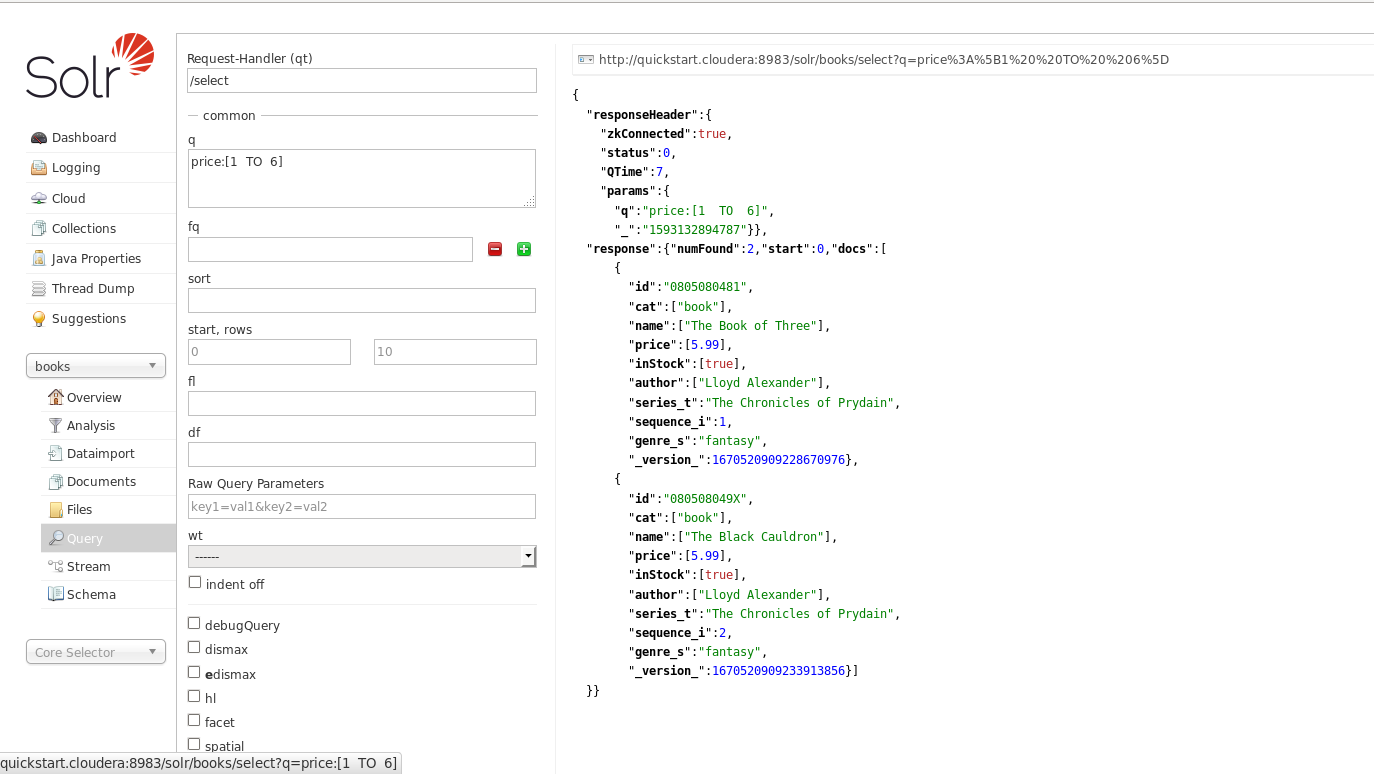 Solr
Dashboard
Logging
Cloud
Collections
Java Properties
Thread Dump
Suggestions
books
Overview
Analysis
Dataimport
Documents
Files
Query
Stream
Schema
Core Selector
Request-Handler (qt)
/select
common
q
price:[1  TO  6]
fq
sort
start, rows
0 10
fl
df
Raw Query Parameters
key1=val1&key2=val2
wt
------
indent off
debugQuery
dismax
edismax
hl
facet
spatial
http://quickstart.cloudera:8983/solr/books/select?q=price%3A%5B1%20%20TO%20%206%5D
{
"responseHeader":{
"zkConnected":true,
"status":0,
"QTime":7,
"params":{
"q":"price:[1  TO  6]",
"_":"1593132894787"}},
"response":{"numFound":2,"start":0,"docs":[
{
"id":"0805080481",
"cat":["book"],
"name":["The Book of Three"],
"price":[5.99],
"inStock":[true],
"author":["Lloyd Alexander"],
"series_t":"The Chronicles of Prydain",
"sequence_i":1,
"genre_s":"fantasy",
"_version_":1670520909228670976},
{
"id":"080508049X",
"cat":["book"],
"name":["The Black Cauldron"],
"price":[5.99],
"inStock":[true],
"author":["Lloyd Alexander"],
"series_t":"The Chronicles of Prydain",
"sequence_i":2,
"genre_s":"fantasy",
"_version_":1670520909233913856}]
}}
quickstart.cloudera:8983/solr/books/select?q=price:[1  TO  6]